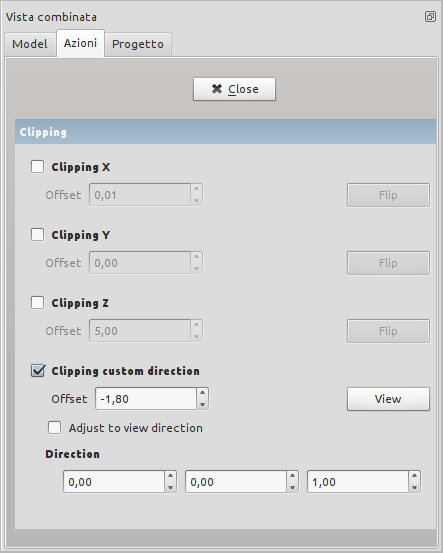 Vista combinata
Model Azioni Progetto
Close
Clipping
Clipping X
Offset 0,01 Flip
Clipping Y
Offset 0,00 Flip
Clipping Z
Offset 5,00 Flip
Clipping custom direction
Offset -1,80 View
Adjust to view direction
Direction
0,00 0,00 1,00